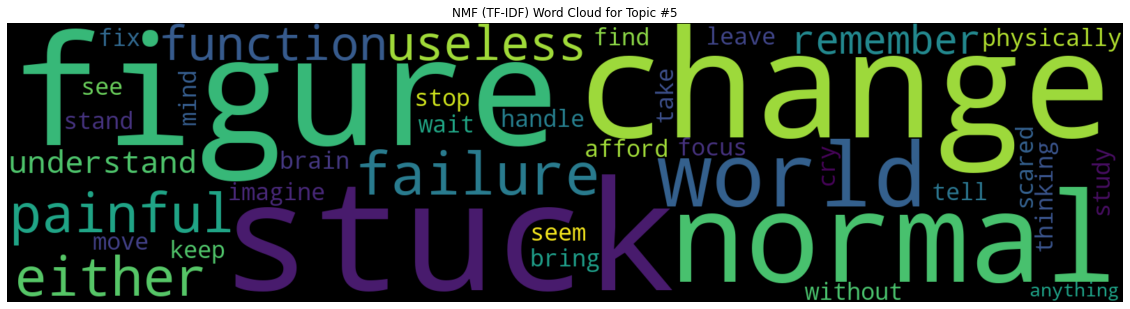 NMF (TF-IDF) Word Cloud for Topic #5
figure
change
stuck
normal
world
failure
painful
either
function
useless
remember
understand
physically
fix
find
leave
see
mind
stop
take
stand
wait
handle
afford
focus
brain
cry
scared
thinking
study
imagine
tell
move
keep
seem
bring
without
anything